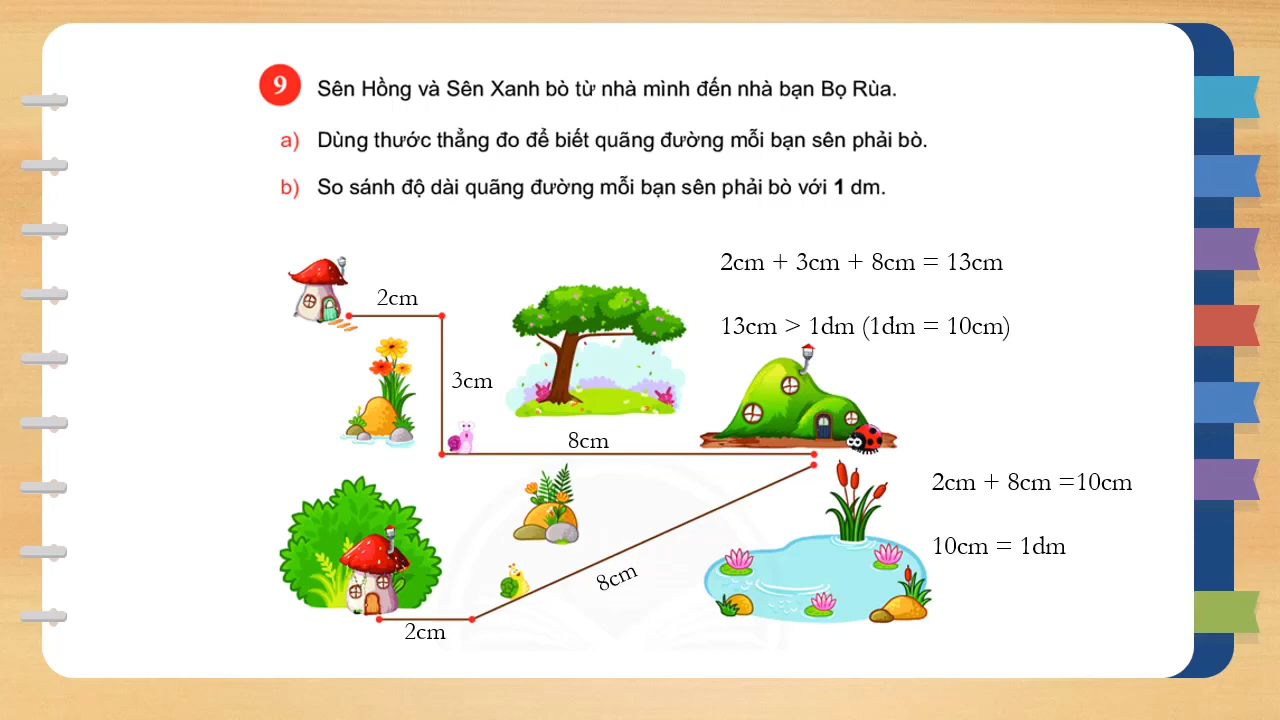 9 Sên Hồng và Sên Xanh bò từ nhà mình đến nhà bạn Bọ Rùa.
a) Dùng thước thẳng đo để biết quãng đường mỗi bạn sên phải bò.
b) So sánh độ dài quãng đường mỗi bạn sên phải bò với 1 dm.
2cm + 3cm + 8cm = 13cm
2cm
13cm > 1dm (1dm = 10cm)
3cm
8cm
2cm + 8cm =10cm
10cm = 1dm
8cm
2cm